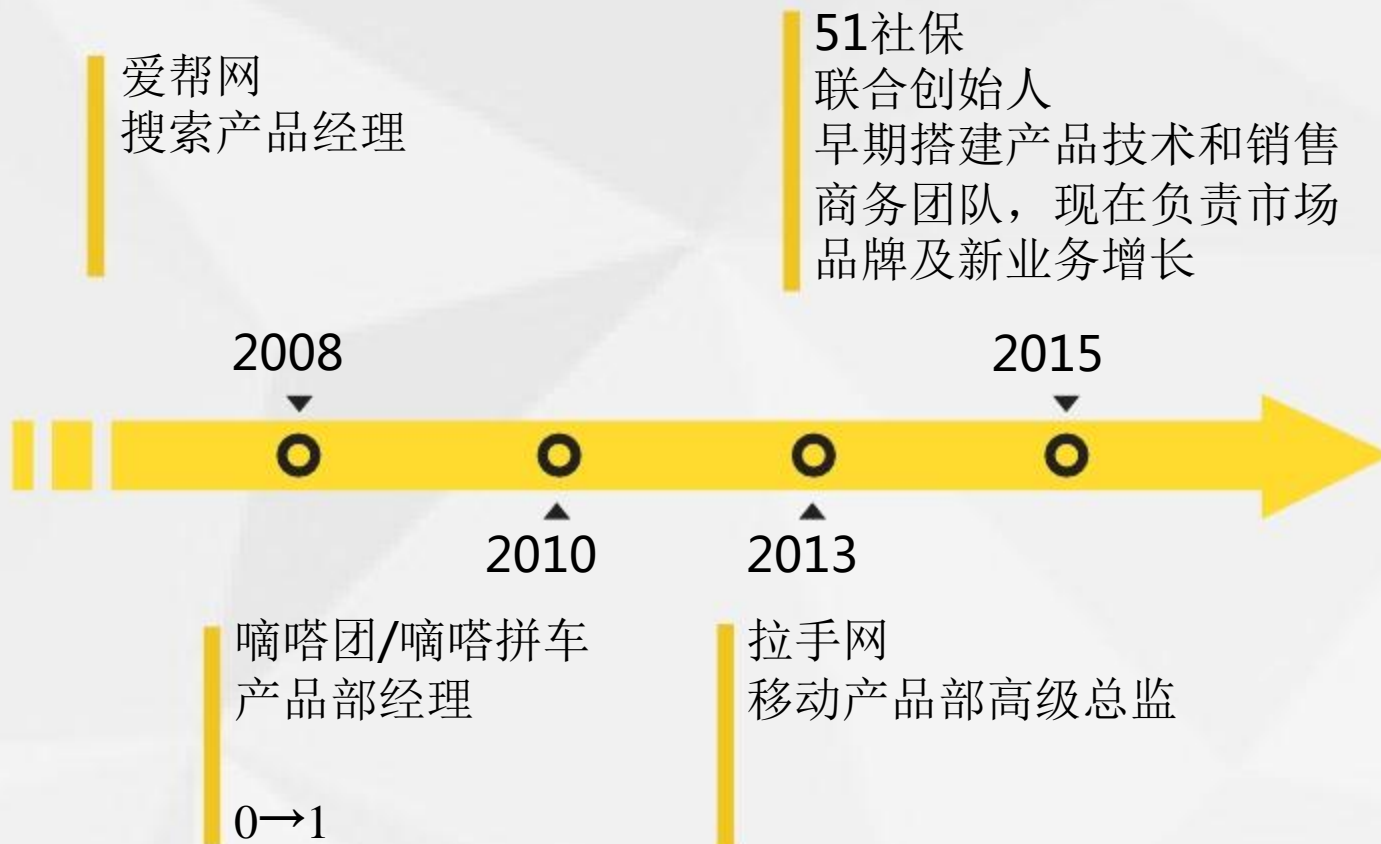 爱帮网
搜索产品经理
51社保
联合创始人
早期搭建产品技术和销售
商务团队，现在负责市场
品牌及新业务增长
2008
2015
2010
2013
嘀嗒团/嘀嗒拼车
产品部经理
0→1
拉手网
移动产品部高级总监